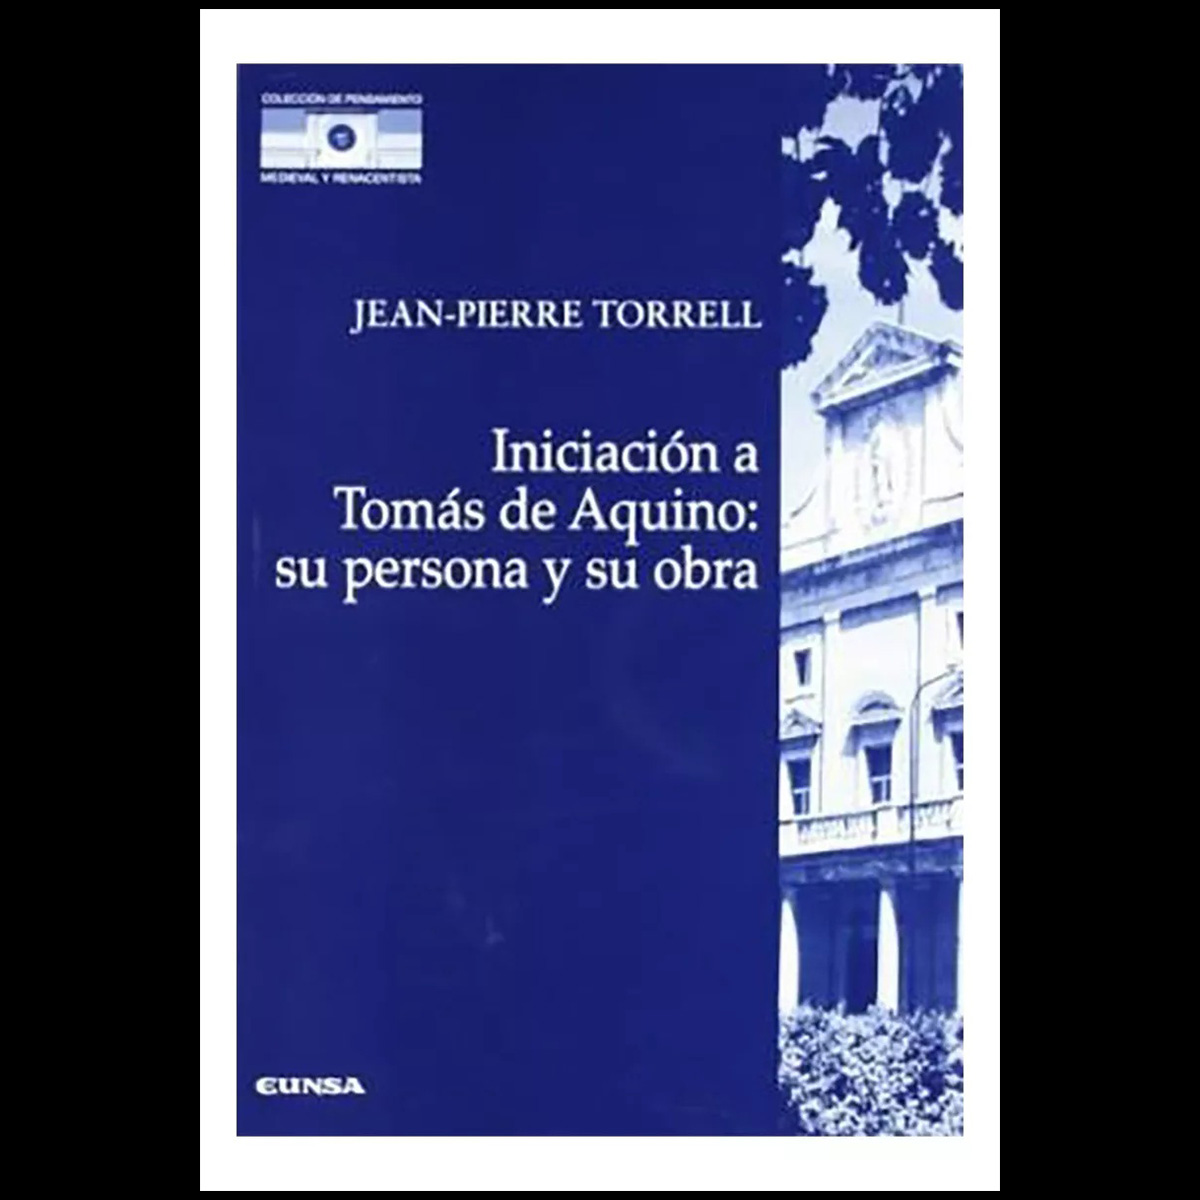 COLECCIÓN DE PENSAMIENTO
MEDIEVAL Y RENACENTISTA
JEAN-PIERRE TORRELL
Iniciación a
Tomás de Aquino:
su persona y su obra
EUNSA